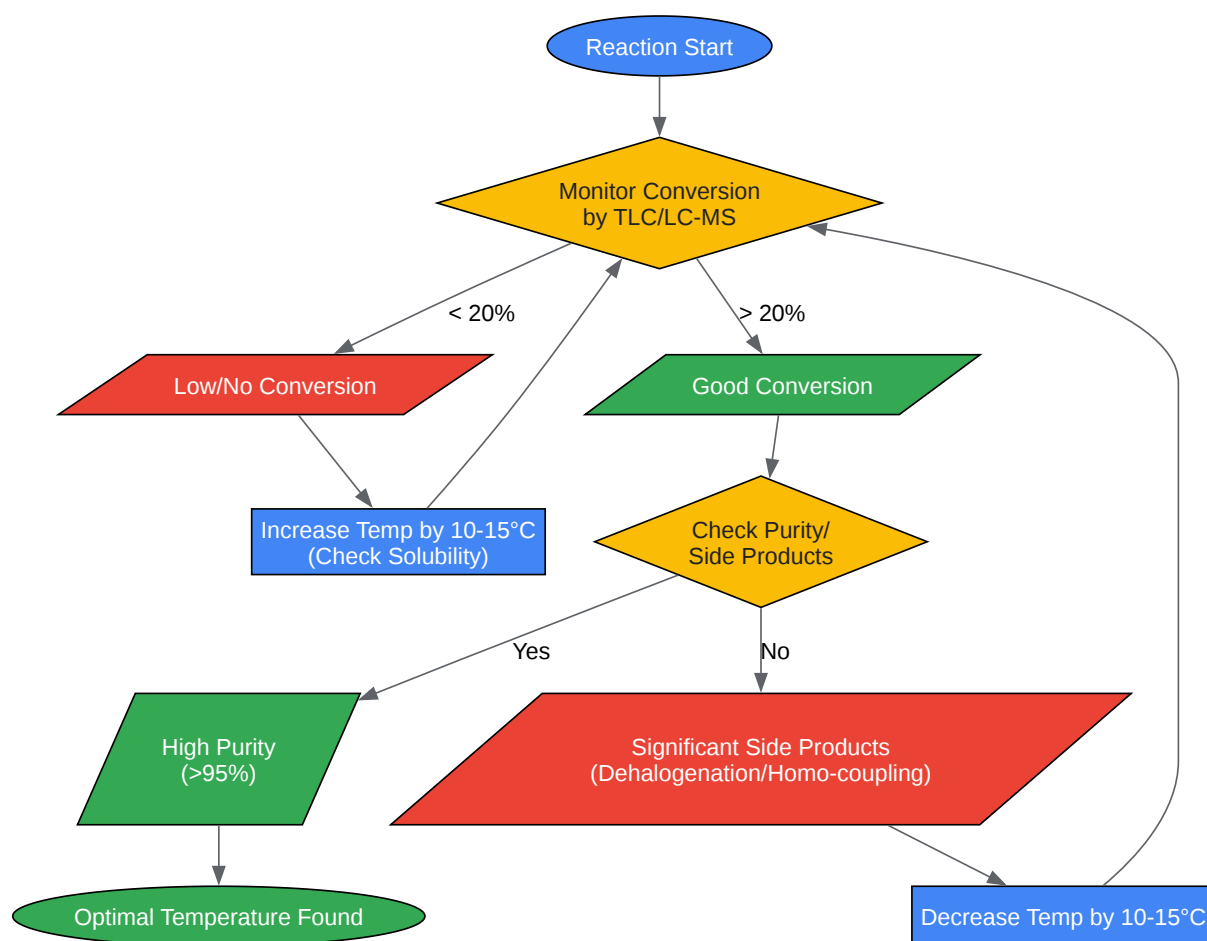 Reaction Start
Monitor Conversion
by TLC/LC-MS
< 20%
> 20%
Low/No Conversion
Good Conversion
Increase Temp by 10-15°C
(Check Solubility)
Check Purity/
Side Products
Yes
No
High Purity
(>95%)
Significant Side Products
(Dehalogenation/Homo-coupling)
Optimal Temperature Found
Decrease Temp by 10-15°C